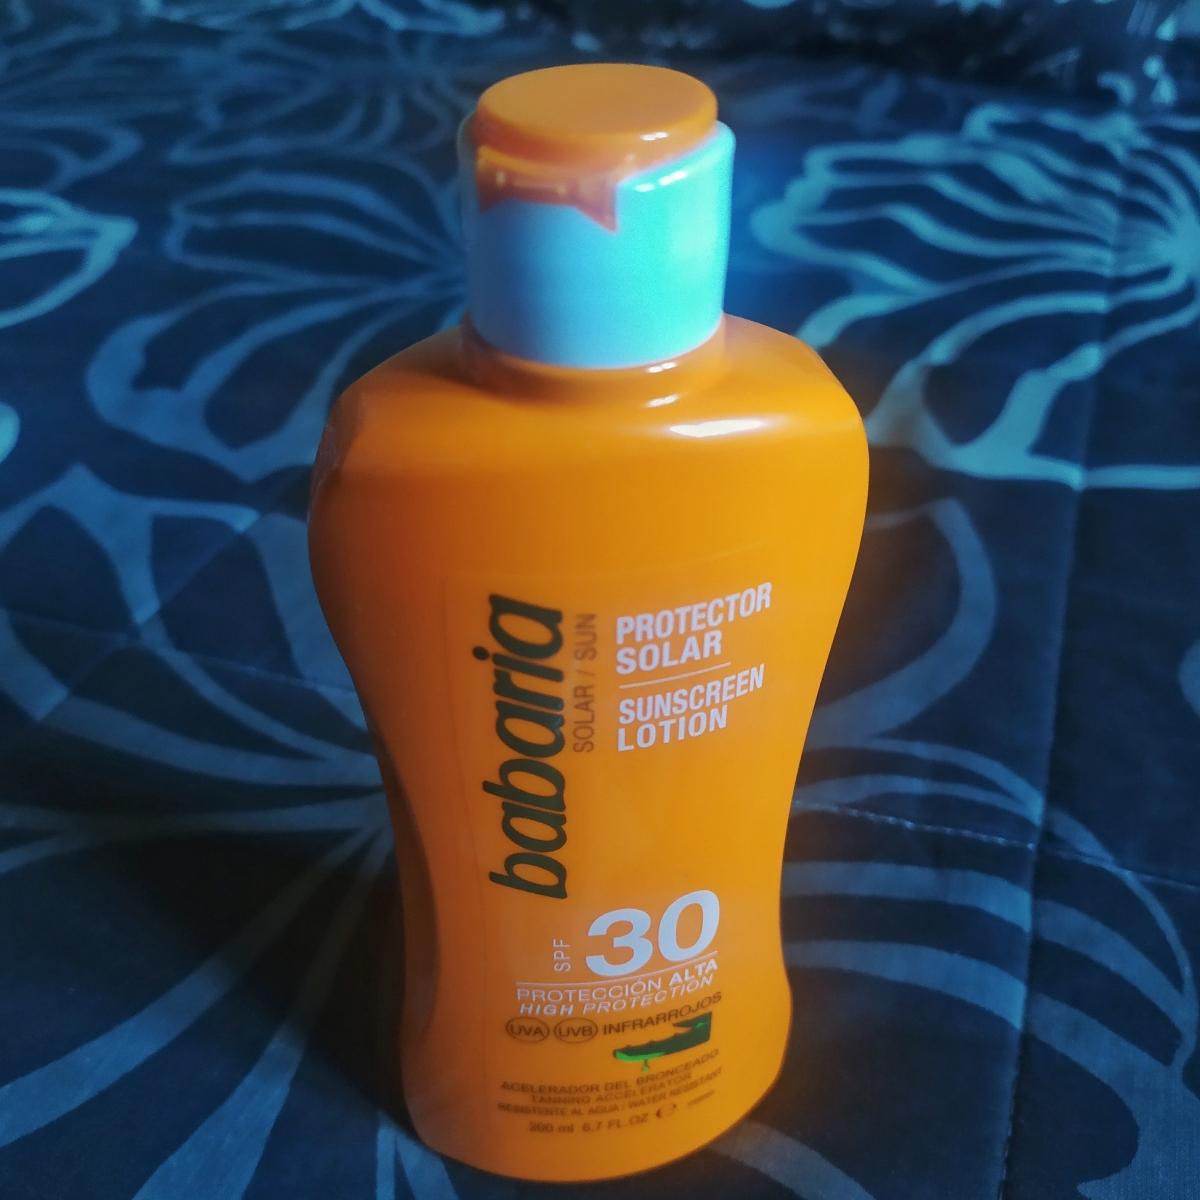 babaria
SOLAR / SUN
PROTECTOR
SOLAR
SUNSCREEN
LOTION
SPF 30
PROTECCIÓN ALTA
HIGH PROTECTION
UVA UVB INFRARROJOS
ACELERADOR DEL BRONCEADO
TANNING ACCELERATOR
RESISTENTE AL AGUA / WATER RESISTANT
200 ml 6.7 FL.OZ ℮